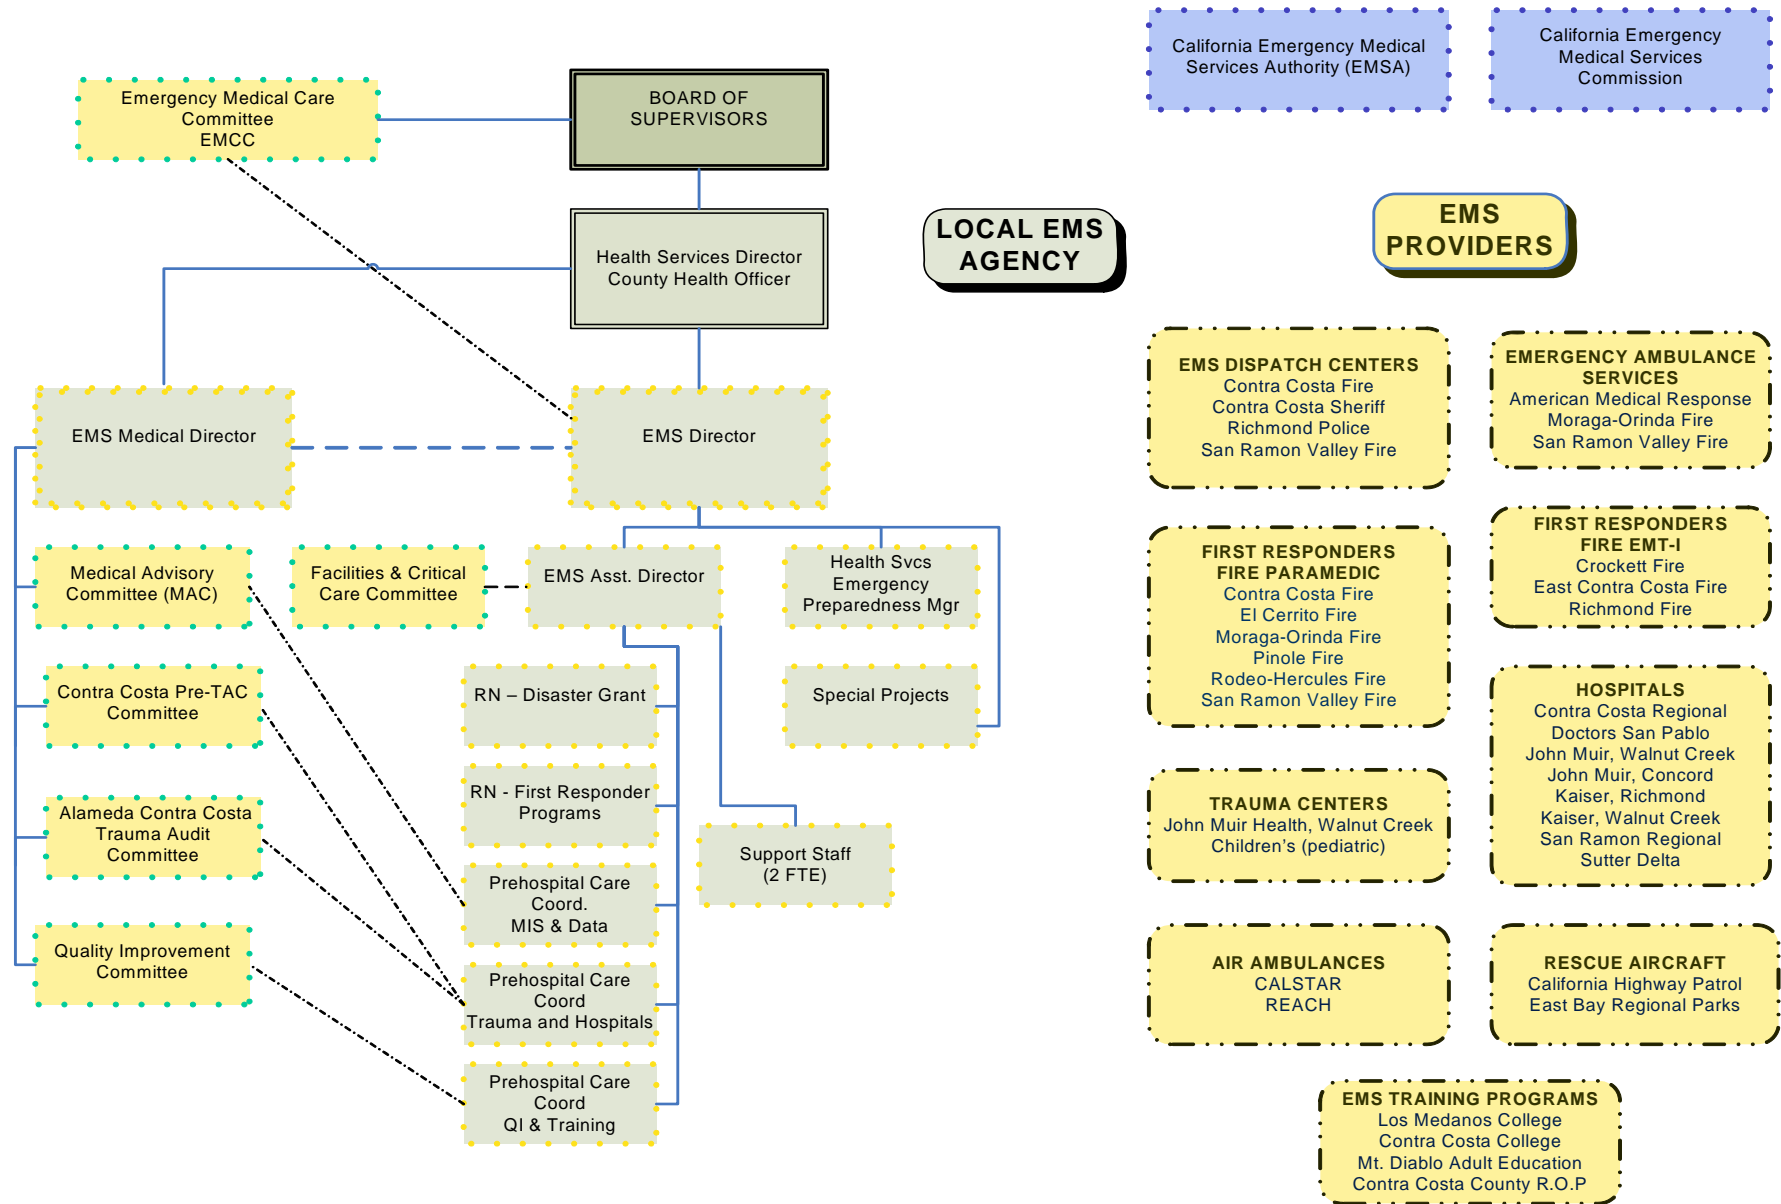 California Emergency Medical
Services Authority (EMSA)
California Emergency
Medical Services
Commission
Emergency Medical Care
Committee
EMCC
BOARD OF
SUPERVISORS
Health Services Director
County Health Officer
LOCAL EMS
AGENCY
EMS
PROVIDERS
EMS Medical Director
EMS Director
Medical Advisory
Committee (MAC)
Facilities & Critical
Care Committee
EMS Asst. Director
Health Svcs
Emergency
Preparedness Mgr
Contra Costa Pre-TAC
Committee
RN – Disaster Grant
Special Projects
Alameda Contra Costa
Trauma Audit
Committee
RN - First Responder
Programs
Support Staff
(2 FTE)
Prehospital Care
Coord.
MIS & Data
Quality Improvement
Committee
Prehospital Care
Coord
Trauma and Hospitals
Prehospital Care
Coord
QI & Training
EMS DISPATCH CENTERS
Contra Costa Fire
Contra Costa Sheriff
Richmond Police
San Ramon Valley Fire
EMERGENCY AMBULANCE
SERVICES
American Medical Response
Moraga-Orinda Fire
San Ramon Valley Fire
FIRST RESPONDERS
FIRE PARAMEDIC
Contra Costa Fire
El Cerrito Fire
Moraga-Orinda Fire
Pinole Fire
Rodeo-Hercules Fire
San Ramon Valley Fire
FIRST RESPONDERS
FIRE EMT-I
Crockett Fire
East Contra Costa Fire
Richmond Fire
HOSPITALS
Contra Costa Regional
Doctors San Pablo
John Muir, Walnut Creek
John Muir, Concord
Kaiser, Richmond
Kaiser, Walnut Creek
San Ramon Regional
Sutter Delta
TRAUMA CENTERS
John Muir Health, Walnut Creek
Children's (pediatric)
AIR AMBULANCES
CALSTAR
REACH
RESCUE AIRCRAFT
California Highway Patrol
East Bay Regional Parks
EMS TRAINING PROGRAMS
Los Medanos College
Contra Costa College
Mt. Diablo Adult Education
Contra Costa County R.O.P